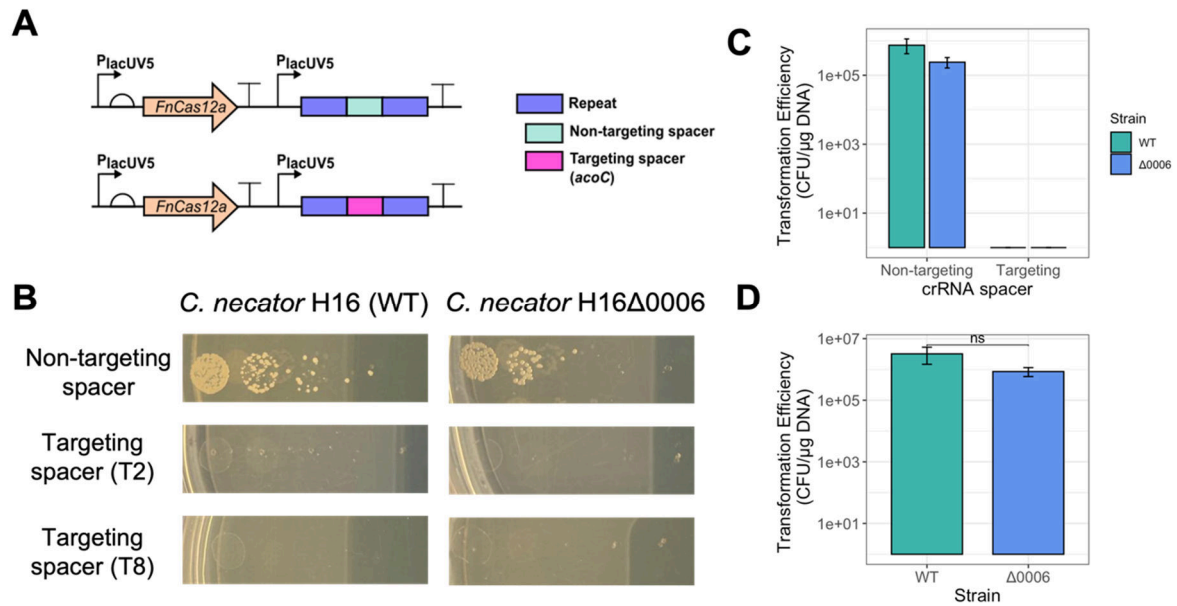 A
PlacUV5
PlacUV5
FnCas12a
PlacUV5
PlacUV5
FnCas12a
Repeat
Non-targeting spacer
Targeting spacer
(acoC)
B
C. necator H16 (WT)
C. necator H16Δ0006
Non-targeting
spacer
Targeting
spacer (T2)
Targeting
spacer (T8)
C
Transformation Efficiency
(CFU/μg DNA)
1e+05
1e+03
1e+01
Non-targeting
Targeting
crRNA spacer
Strain
WT
Δ0006
D
Transformation Efficiency
(CFU/μg DNA)
1e+07
1e+05
1e+03
1e+01
ns
WT
Δ0006
Strain